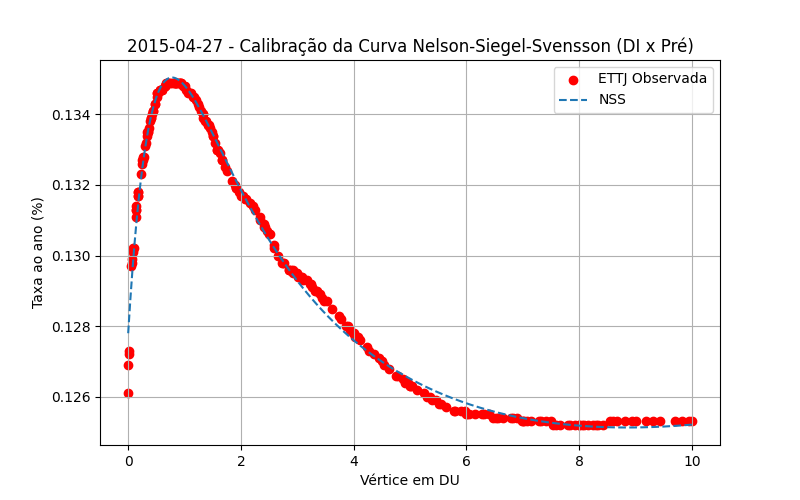 2015-04-27 - Calibração da Curva Nelson-Siegel-Svensson (DI x Pré)
ETTJ Observada
NSS
Taxa ao ano (%)
0.134
0.132
0.130
0.128
0.126
0
2
4
6
8
10
Vértice em DU